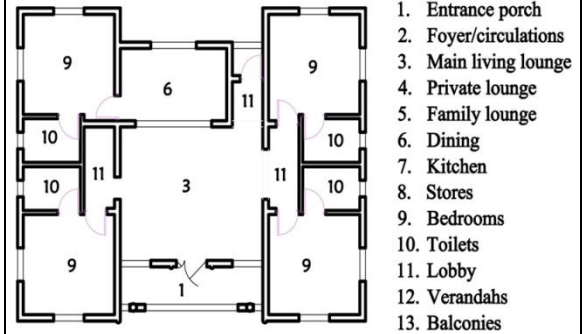 9
6
11
9
10
10
11
3
11
10
10
9
1
9
1. Entrance porch
2. Foyer/circulations
3. Main living lounge
4. Private lounge
5. Family lounge
6. Dining
7. Kitchen
8. Stores
9. Bedrooms
10. Toilets
11. Lobby
12. Verandahs
13. Balconies